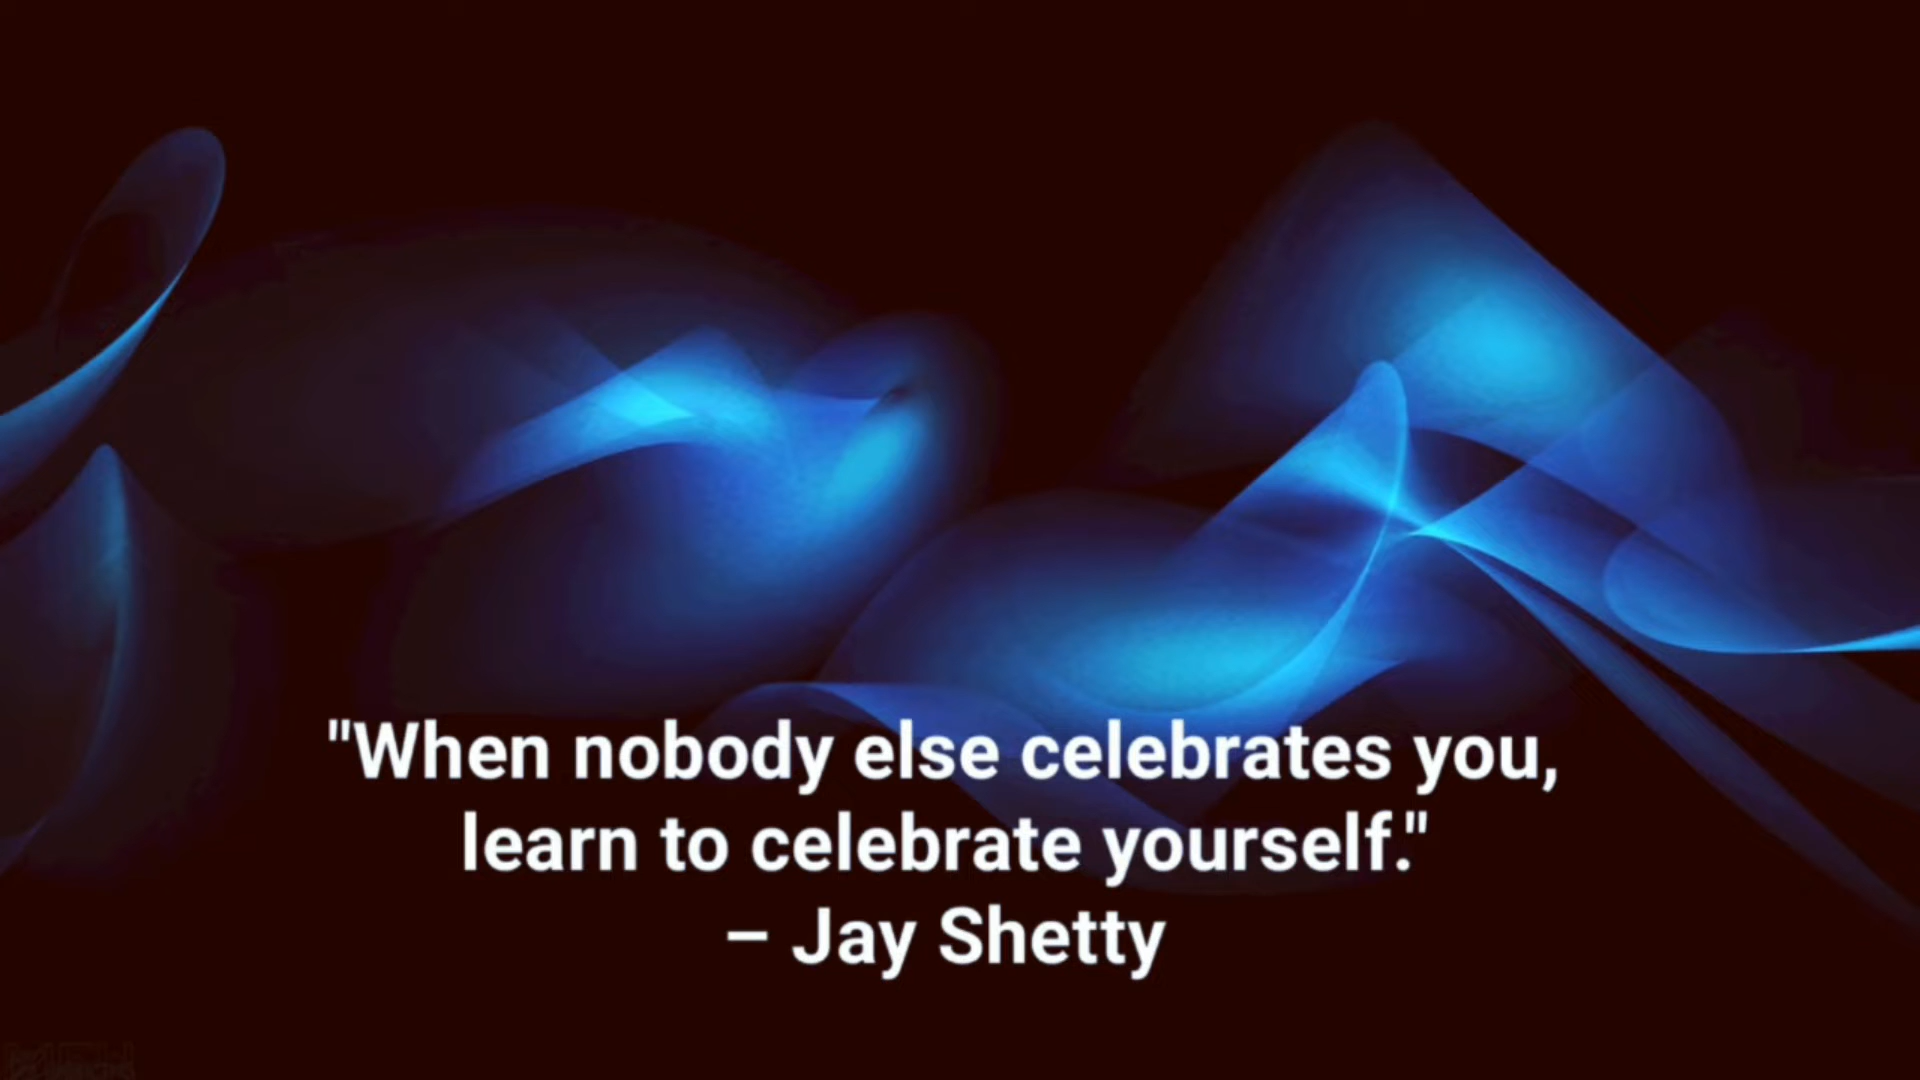 "When nobody else celebrates you,
learn to celebrate yourself."
– Jay Shetty